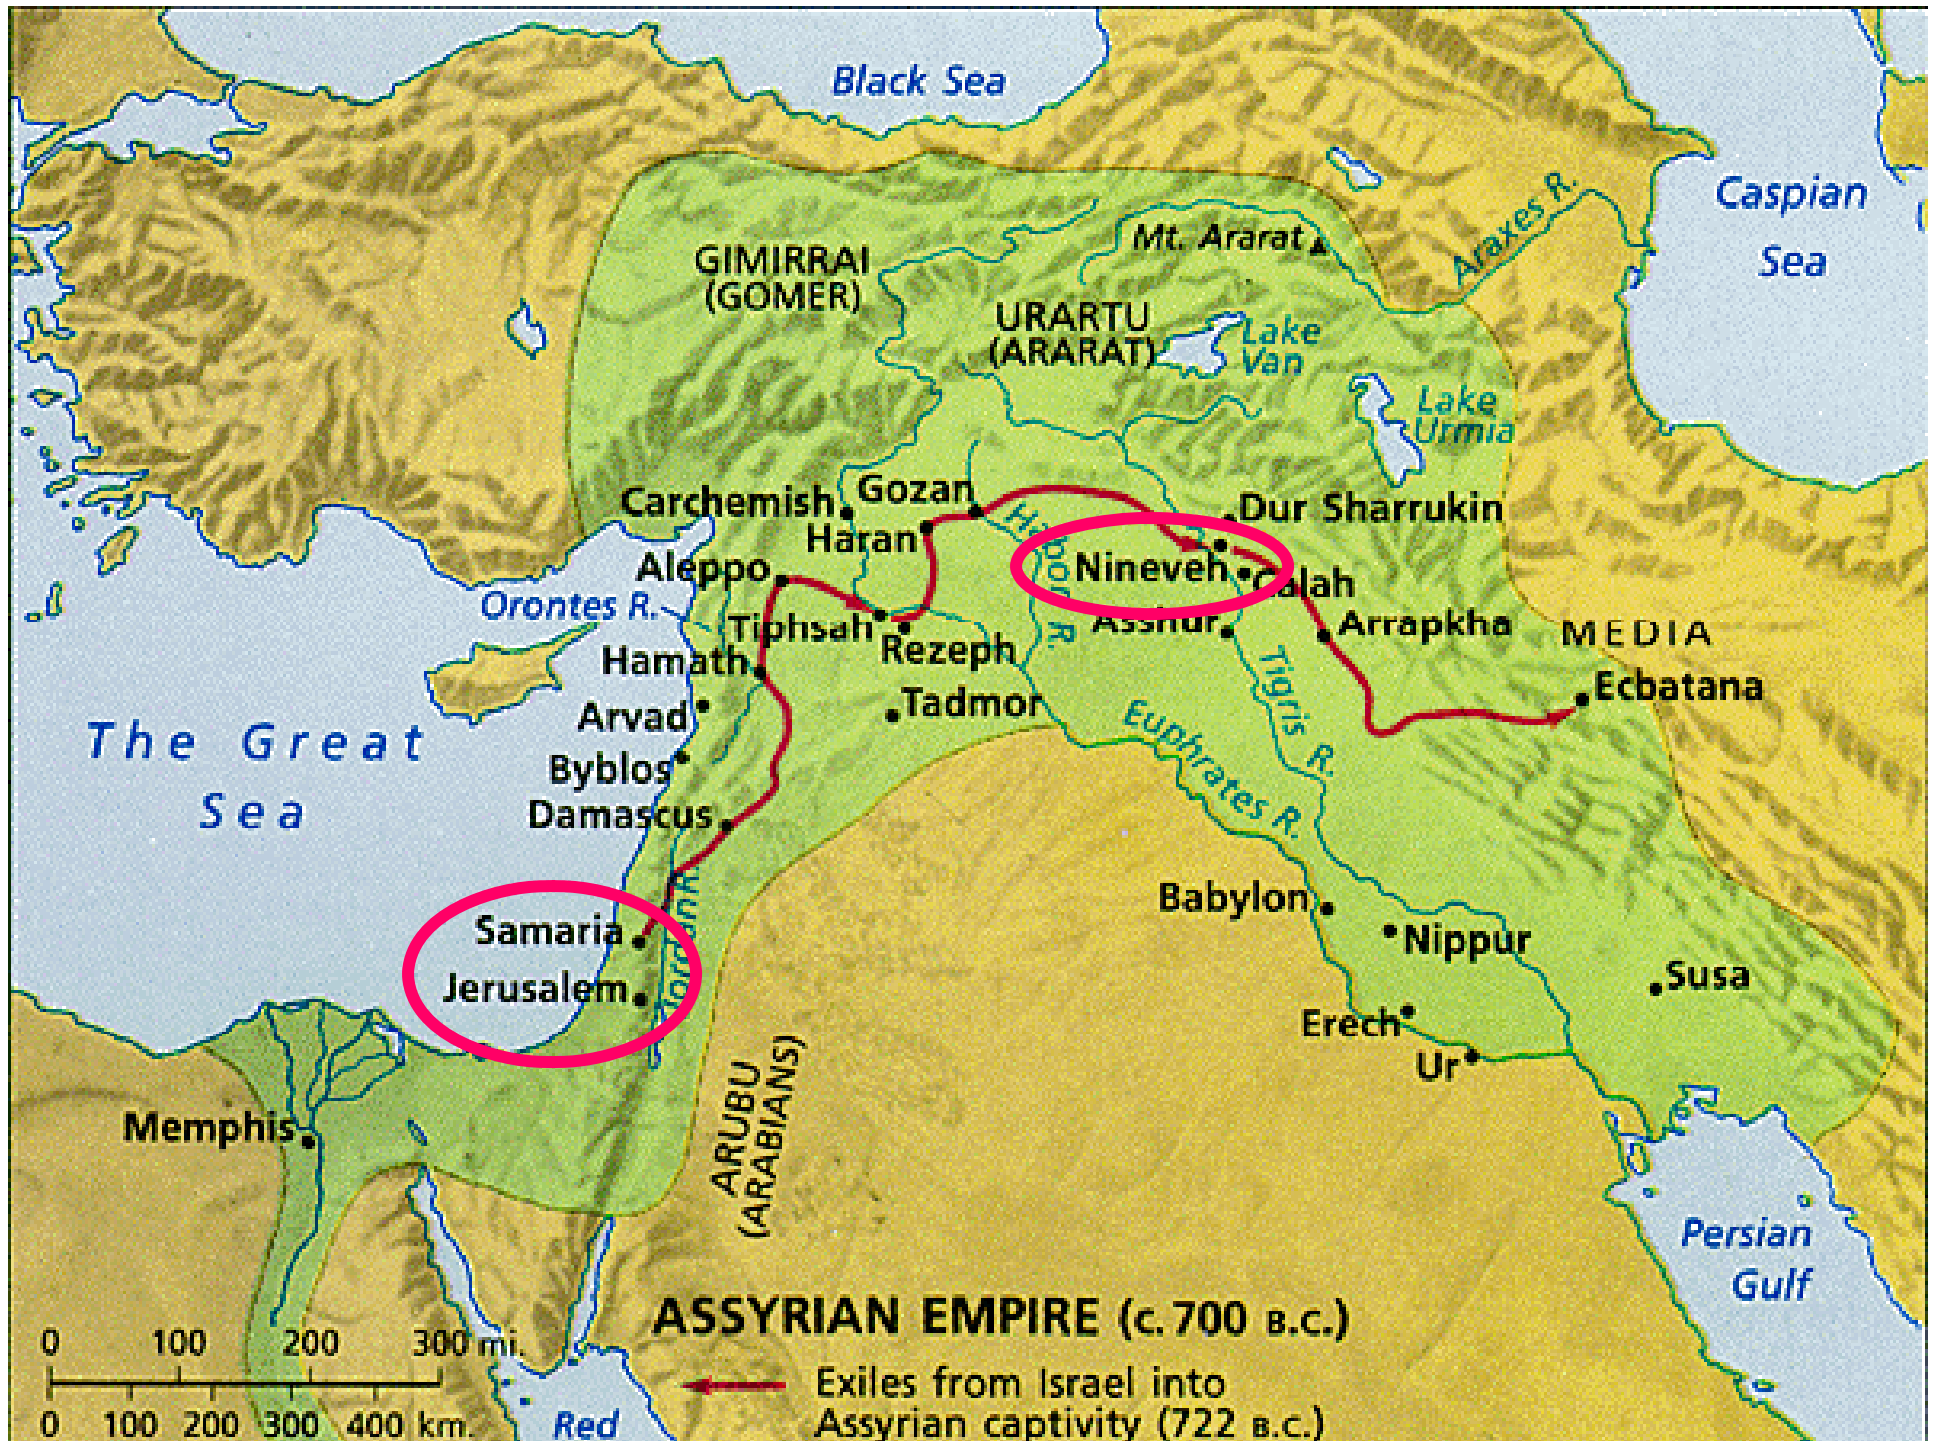 Black Sea
Caspian
Sea
Araxes R.
Mt. Ararat
GIMIRRAI
(GOMER)
URARTU
(ARARAT)
Lake
Van
Lake
Urmia
Carchemish
Gozan
Dur Sharrukin
Haran
Habor R.
Aleppo
Nineveh
Calah
Orontes R.
Tiphsah
Asshur
Arrapkha
MEDIA
Rezeph
Hamath
Ecbatana
Tadmor
Arvad
Tigris R.
Euphrates R.
The Great
Sea
Byblos
Damascus
Jordan R.
Samaria
Babylon
Nippur
Jerusalem
Susa
Erech
Ur
Memphis
ARUBU
(ARABIANS)
Persian
Gulf
ASSYRIAN EMPIRE (c. 700 B.C.)
0 100 200 300 mi.
Exiles from Israel into
Assyrian captivity (722 B.C.)
0 100 200 300 400 km.
Red